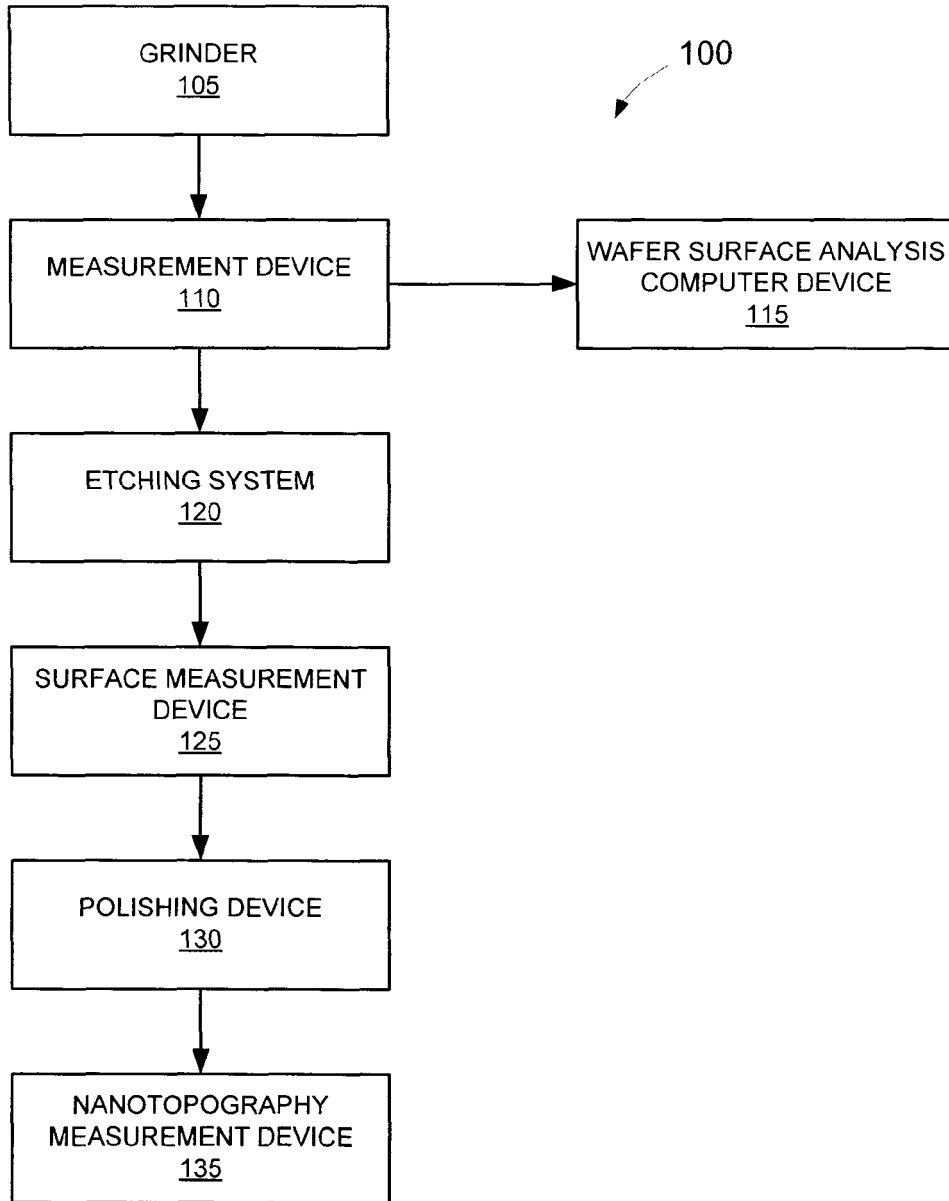 GRINDER
105
100
MEASUREMENT DEVICE
110
WAFER SURFACE ANALYSIS
COMPUTER DEVICE
115
ETCHING SYSTEM
120
SURFACE MEASUREMENT
DEVICE
125
POLISHING DEVICE
130
NANOTOPOGRAPHY
MEASUREMENT DEVICE
135